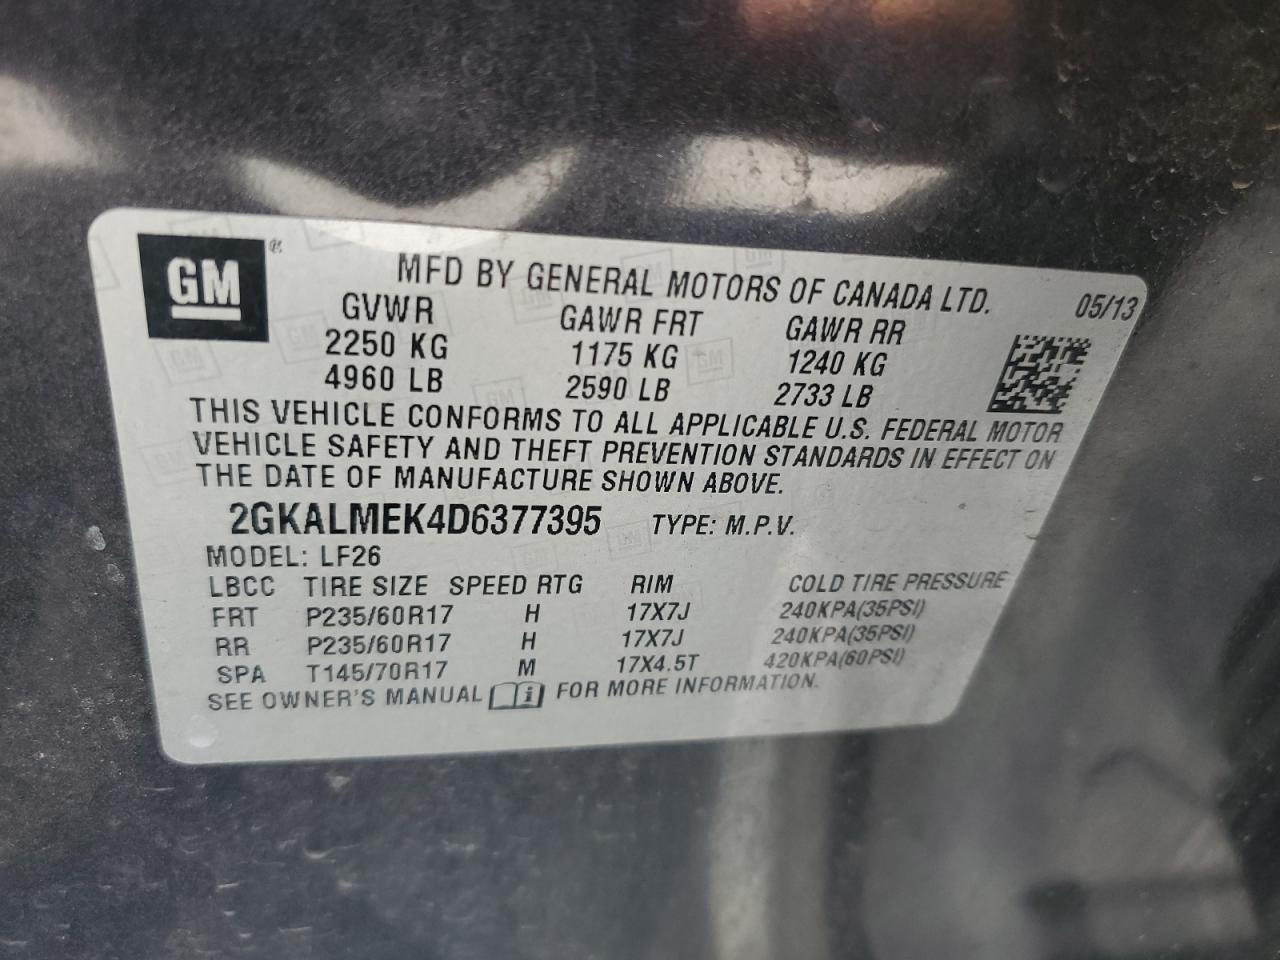 GM ®
MFD BY GENERAL MOTORS OF CANADA LTD. 05/13
GVWR GAWR FRT GAWR RR
2250 KG 1175 KG 1240 KG
4960 LB 2590 LB 2733 LB
THIS VEHICLE CONFORMS TO ALL APPLICABLE U.S. FEDERAL MOTOR
VEHICLE SAFETY AND THEFT PREVENTION STANDARDS IN EFFECT ON
THE DATE OF MANUFACTURE SHOWN ABOVE.
2GKALMEK4D6377395 TYPE: M.P.V.
MODEL: LF26
LBCC TIRE SIZE SPEED RTG RIM COLD TIRE PRESSURE
FRT P235/60R17 H 17X7J 240KPA(35PSI)
RR P235/60R17 H 17X7J 240KPA(35PSI)
SPA T145/70R17 M 17X4.5T 420KPA(60PSI)
SEE OWNER'S MANUAL i FOR MORE INFORMATION.